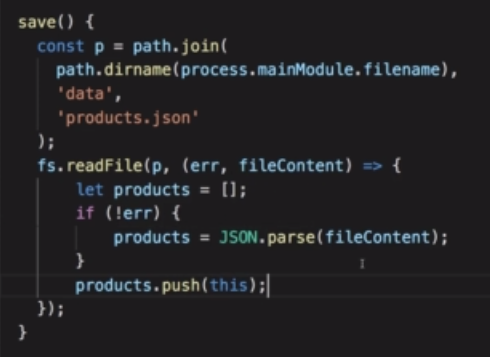 save() {
  const p = path.join(
    path.dirname(process.mainModule.filename),
    'data',
    'products.json'
  );
  fs.readFile(p, (err, fileContent) => {
      let products = [];
      if (!err) {
          products = JSON.parse(fileContent);
      }
      products.push(this);
  });
}